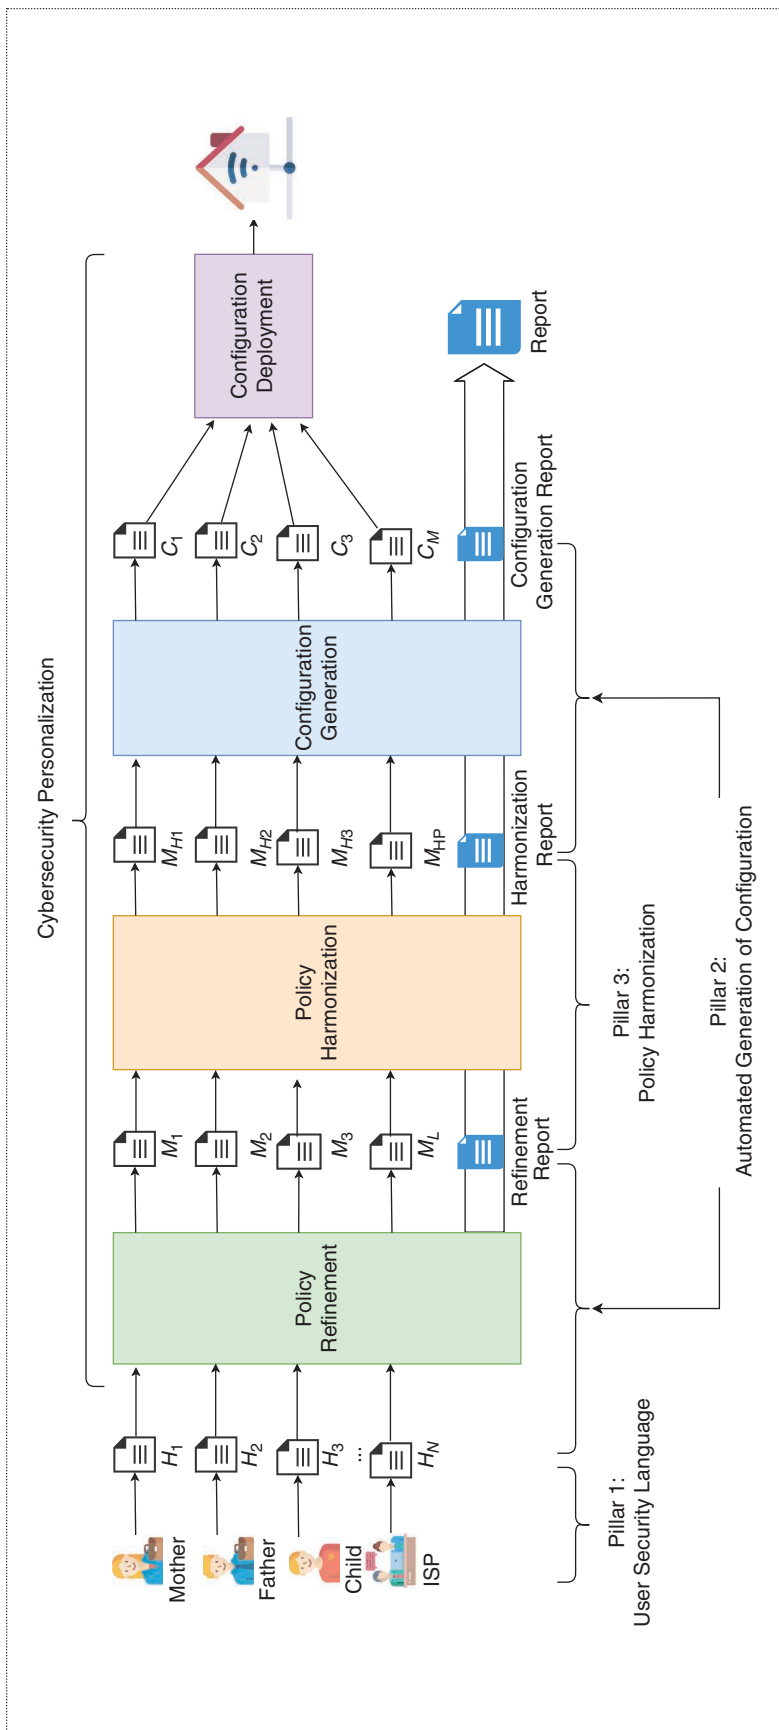 Cybersecurity Personalization
Mother
Father
Child
ISP
H1
H2
H3
...
HN
Policy
Refinement
M1
M2
M3
ML
Refinement
Report
Policy
Harmonization
MH1
MH2
MH3
MHP
Harmonization
Report
Configuration
Generation
C1
C2
C3
CM
Configuration
Generation Report
Configuration
Deployment
Report
Pillar 1:
User Security Language
Pillar 3:
Policy Harmonization
Pillar 2:
Automated Generation of Configuration